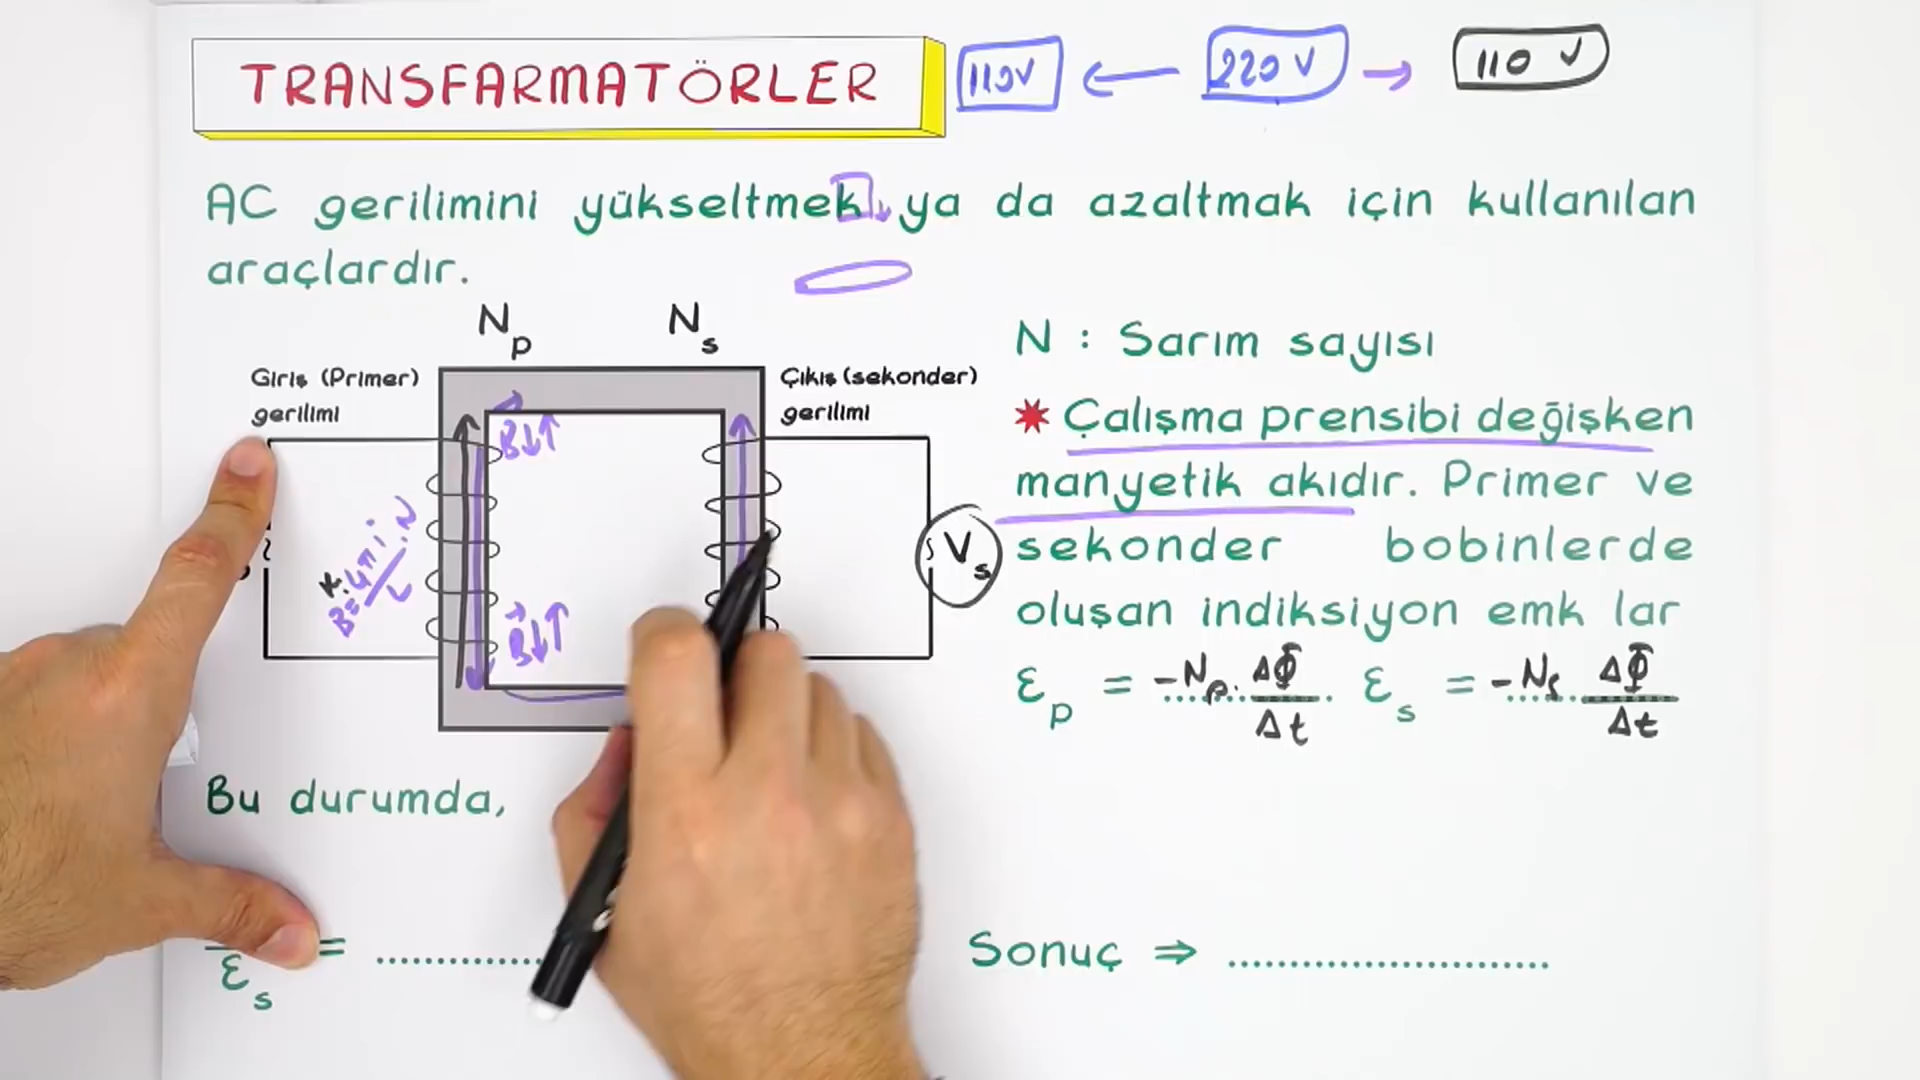 TRANSFARMATÖRLER
110V ← 220 V → 110 V
AC gerilimini yükseltmek, ya da azaltmak için kullanılan
araçlardır.
Np Ns
Giriş (Primer)
gerilimi
Çıkış (sekonder)
gerilimi
B↓↑
K.
B=4πi.N/L
B↓↑
Vs
N : Sarım sayısı
Çalışma prensibi değişken
manyetik akıdır. Primer ve
sekonder bobinlerde
oluşan indiksiyon emk lar
εp = -Np. ΔΦ/Δt εs = -Ns ΔΦ/Δt
Bu durumda,
εs = ..............
Sonuç ⇒ ..........................